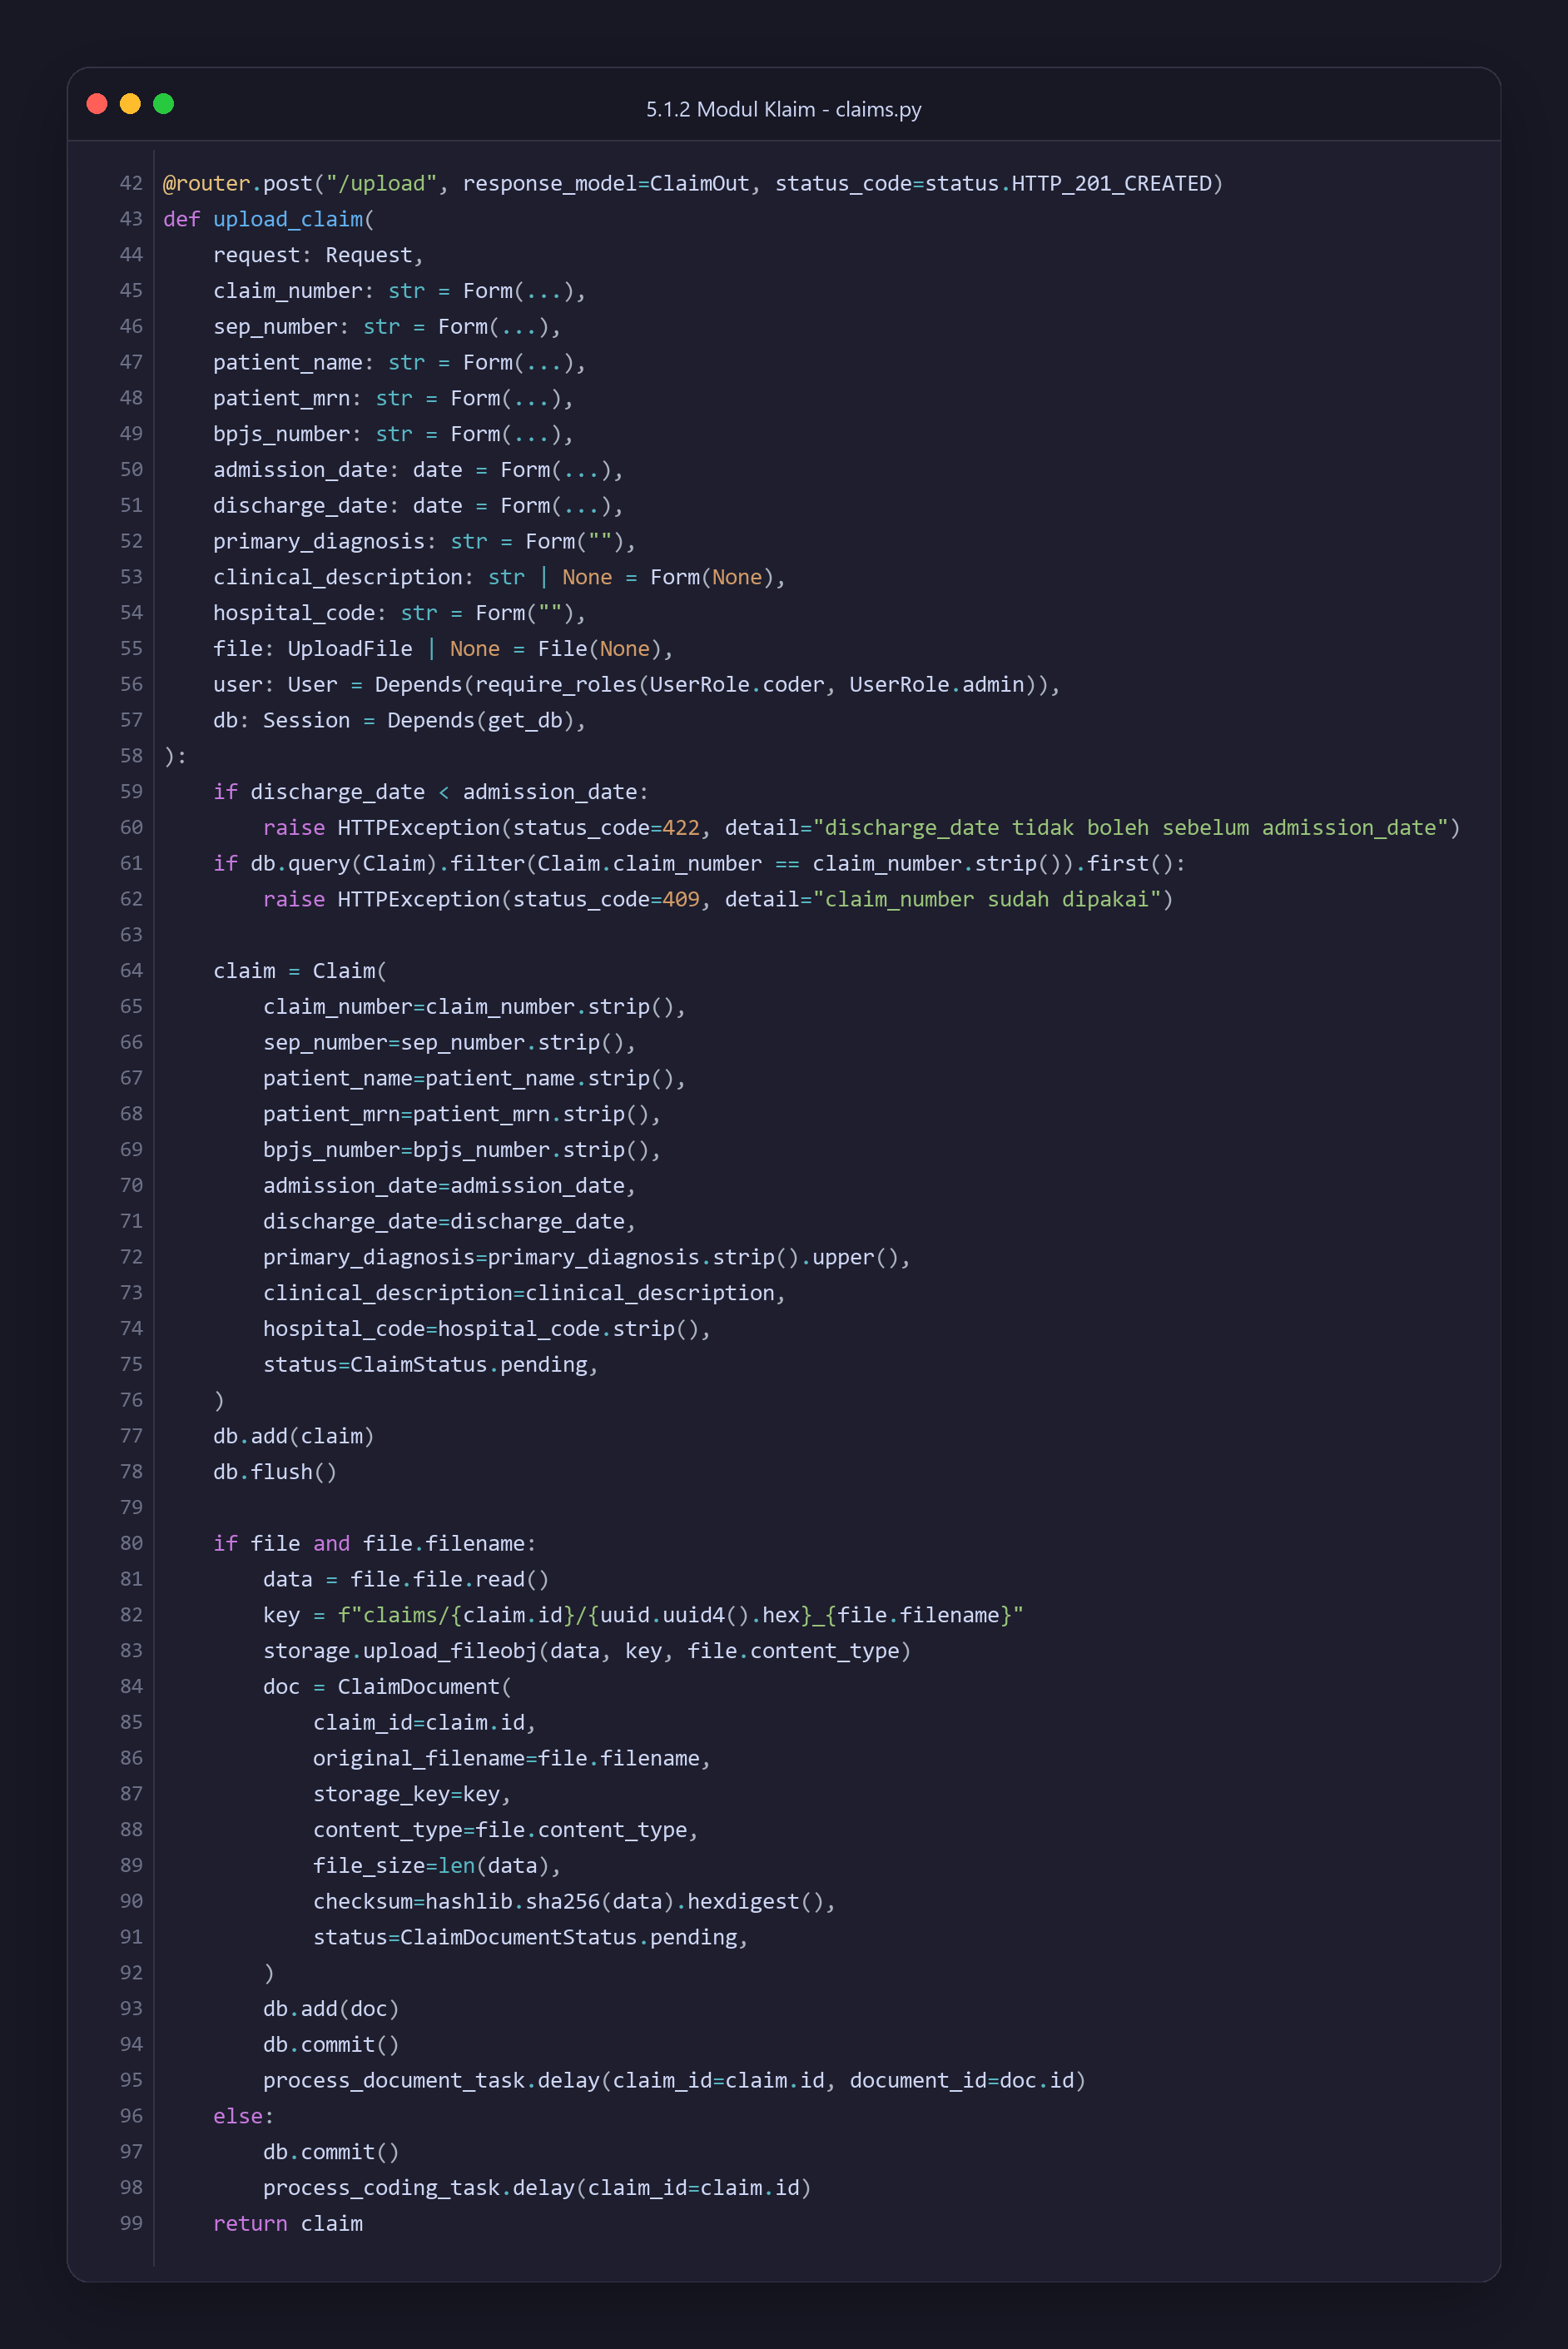 5.1.2 Modul Klaim - claims.py
42 @router.post("/upload", response_model=ClaimOut, status_code=status.HTTP_201_CREATED)
43 def upload_claim(
44     request: Request,
45     claim_number: str = Form(...),
46     sep_number: str = Form(...),
47     patient_name: str = Form(...),
48     patient_mrn: str = Form(...),
49     bpjs_number: str = Form(...),
50     admission_date: date = Form(...),
51     discharge_date: date = Form(...),
52     primary_diagnosis: str = Form(""),
53     clinical_description: str | None = Form(None),
54     hospital_code: str = Form(""),
55     file: UploadFile | None = File(None),
56     user: User = Depends(require_roles(UserRole.coder, UserRole.admin)),
57     db: Session = Depends(get_db),
58 ):
59     if discharge_date < admission_date:
60         raise HTTPException(status_code=422, detail="discharge_date tidak boleh sebelum admission_date")
61     if db.query(Claim).filter(Claim.claim_number == claim_number.strip()).first():
62         raise HTTPException(status_code=409, detail="claim_number sudah dipakai")
63
64     claim = Claim(
65         claim_number=claim_number.strip(),
66         sep_number=sep_number.strip(),
67         patient_name=patient_name.strip(),
68         patient_mrn=patient_mrn.strip(),
69         bpjs_number=bpjs_number.strip(),
70         admission_date=admission_date,
71         discharge_date=discharge_date,
72         primary_diagnosis=primary_diagnosis.strip().upper(),
73         clinical_description=clinical_description,
74         hospital_code=hospital_code.strip(),
75         status=ClaimStatus.pending,
76     )
77     db.add(claim)
78     db.flush()
79
80     if file and file.filename:
81         data = file.file.read()
82         key = f"claims/{claim.id}/{uuid.uuid4().hex}_{file.filename}"
83         storage.upload_fileobj(data, key, file.content_type)
84         doc = ClaimDocument(
85             claim_id=claim.id,
86             original_filename=file.filename,
87             storage_key=key,
88             content_type=file.content_type,
89             file_size=len(data),
90             checksum=hashlib.sha256(data).hexdigest(),
91             status=ClaimDocumentStatus.pending,
92         )
93         db.add(doc)
94         db.commit()
95         process_document_task.delay(claim_id=claim.id, document_id=doc.id)
96     else:
97         db.commit()
98         process_coding_task.delay(claim_id=claim.id)
99     return claim